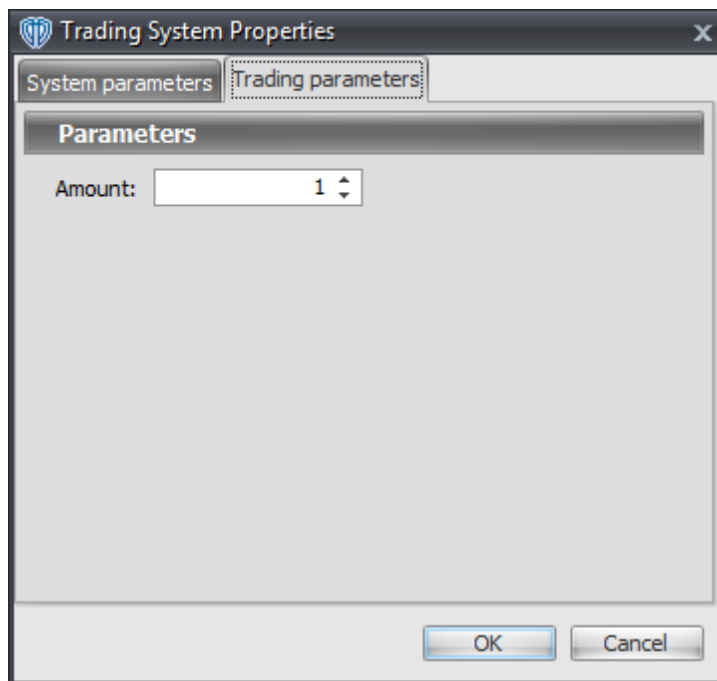 Trading System Properties
System parameters Trading parameters
Parameters
Amount: 1
OK Cancel